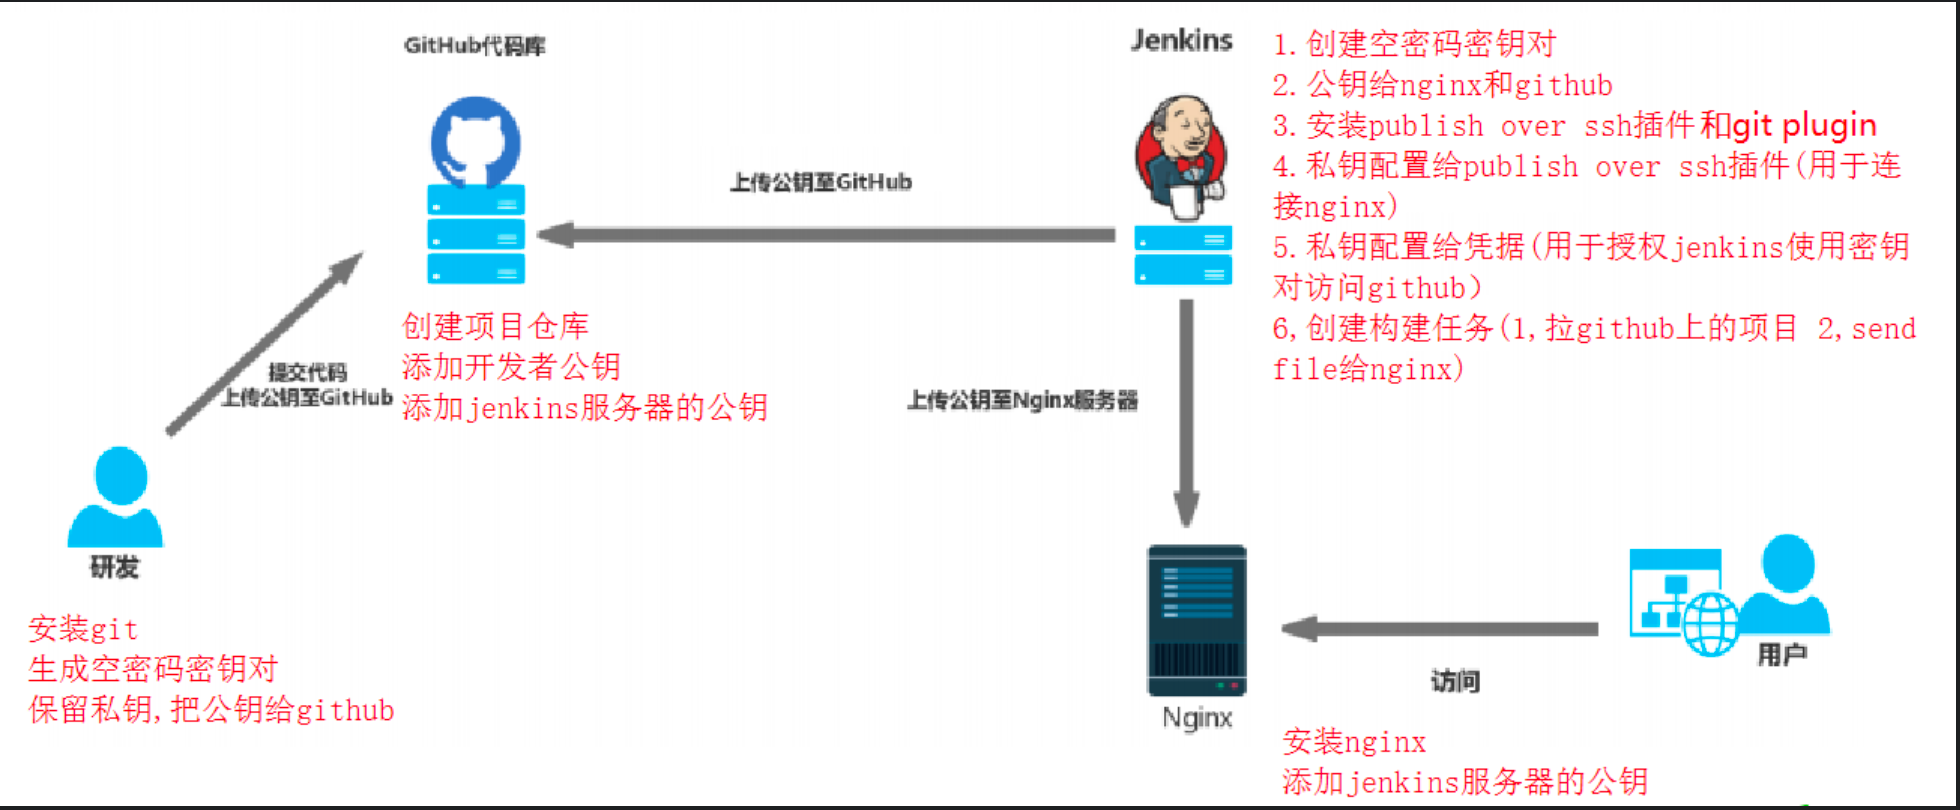 GitHub代码库
Jenkins
1.创建空密码密钥对
2.公钥给nginx和github
3.安装publish over ssh插件和git plugin
4.私钥配置给publish over ssh插件(用于连
接nginx)
5.私钥配置给凭据(用于授权jenkins使用密钥
对访问github）
6,创建构建任务(1,拉github上的项目 2,send
file给nginx)
上传公钥至GitHub
创建项目仓库
添加开发者公钥
添加jenkins服务器的公钥
提交代码
上传公钥至GitHub
上传公钥至Nginx服务器
研发
安装git
生成空密码密钥对
保留私钥,把公钥给github
Nginx
访问
用户
安装nginx
添加jenkins服务器的公钥